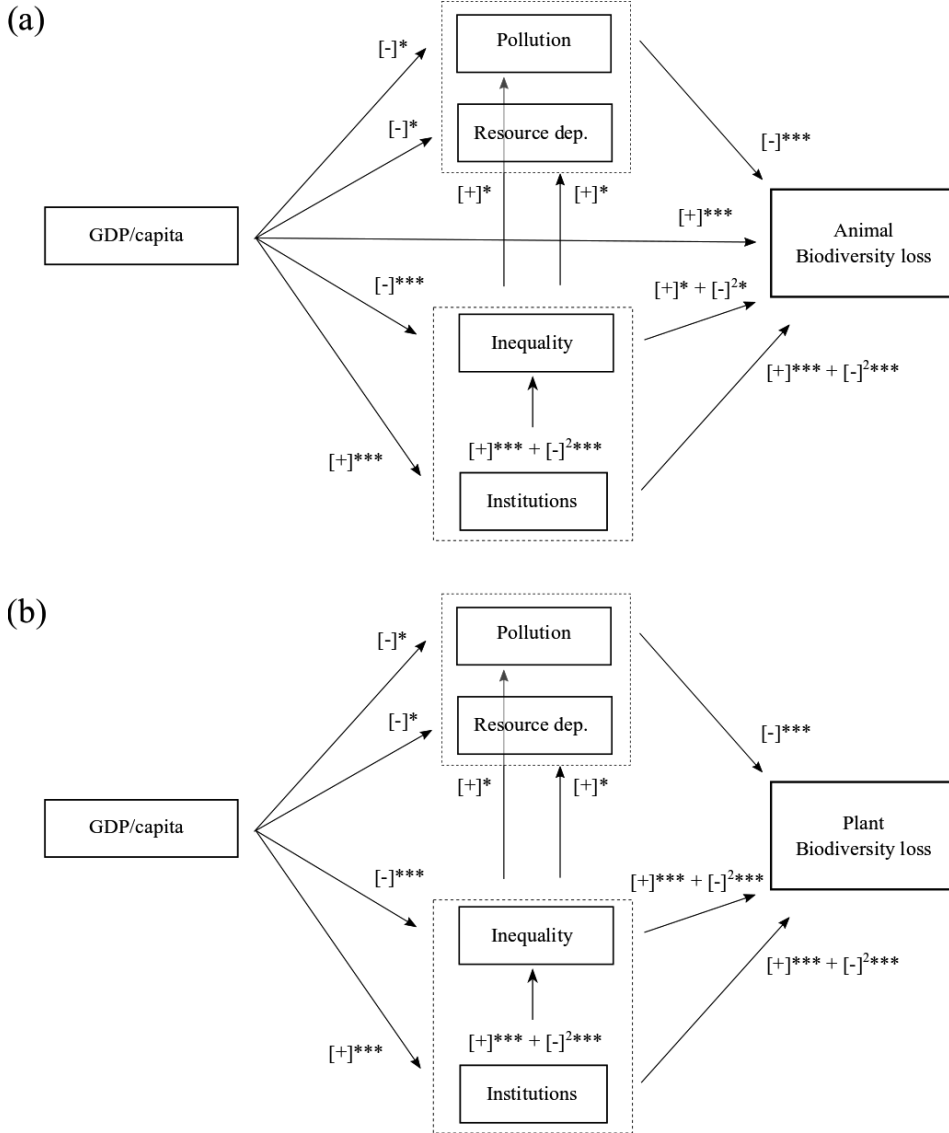 (a)
Pollution
[-]*
[-]*
Resource dep.
[-]***
[+]*
[+]*
GDP/capita
[+]***
Animal
Biodiversity loss
[-]***
[+]* + [-]²*
Inequality
[+]*** + [-]²***
[+]*** + [-]²***
[+]***
Institutions
(b)
Pollution
[-]*
[-]*
Resource dep.
[-]***
[+]*
[+]*
GDP/capita
Plant
Biodiversity loss
[-]***
[+]*** + [-]²***
Inequality
[+]*** + [-]²***
[+]*** + [-]²***
[+]***
Institutions